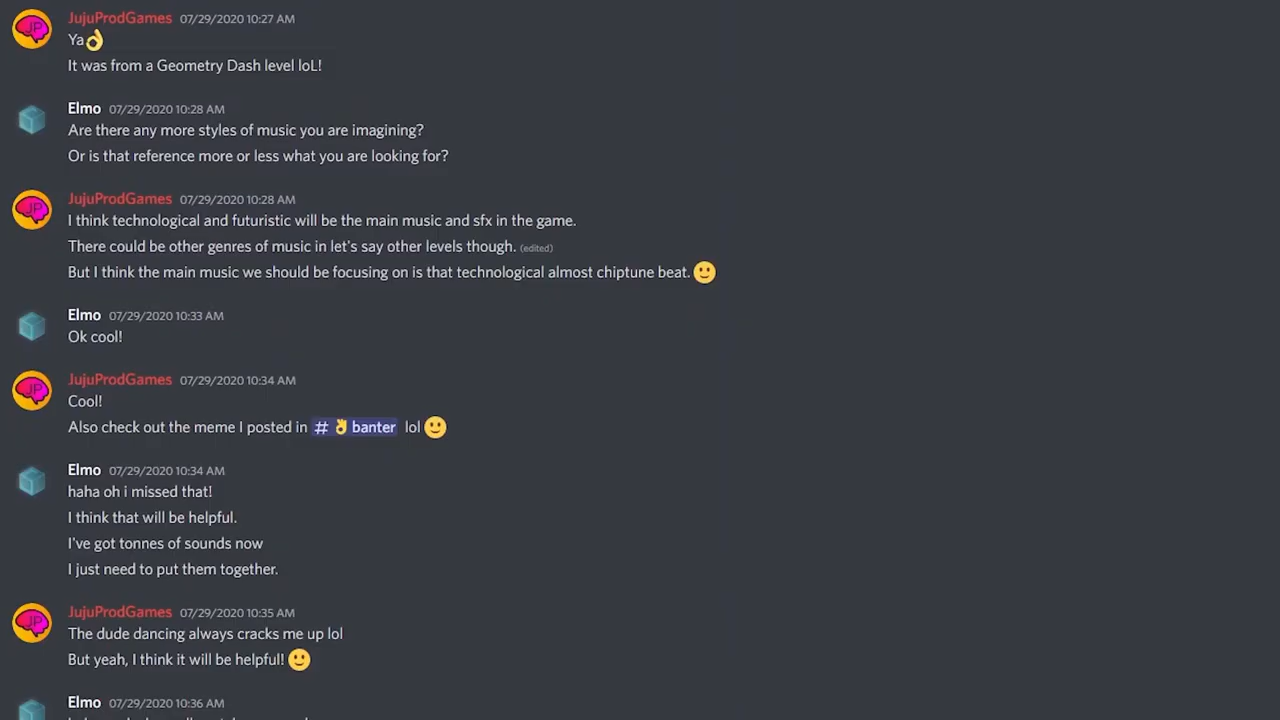 JujuProdGames 07/29/2020 10:27 AM
Ya👌
It was from a Geometry Dash level loL!
Elmo 07/29/2020 10:28 AM
Are there any more styles of music you are imagining?
Or is that reference more or less what you are looking for?
JujuProdGames 07/29/2020 10:28 AM
I think technological and futuristic will be the main music and sfx in the game.
There could be other genres of music in let's say other levels though. (edited)
But I think the main music we should be focusing on is that technological almost chiptune beat. 🙂
Elmo 07/29/2020 10:33 AM
Ok cool!
JujuProdGames 07/29/2020 10:34 AM
Cool!
Also check out the meme I posted in # 👌 banter lol 🙂
Elmo 07/29/2020 10:34 AM
haha oh i missed that!
I think that will be helpful.
I've got tonnes of sounds now
I just need to put them together.
JujuProdGames 07/29/2020 10:35 AM
The dude dancing always cracks me up lol
But yeah, I think it will be helpful! 🙂
Elmo 07/29/2020 10:36 AM